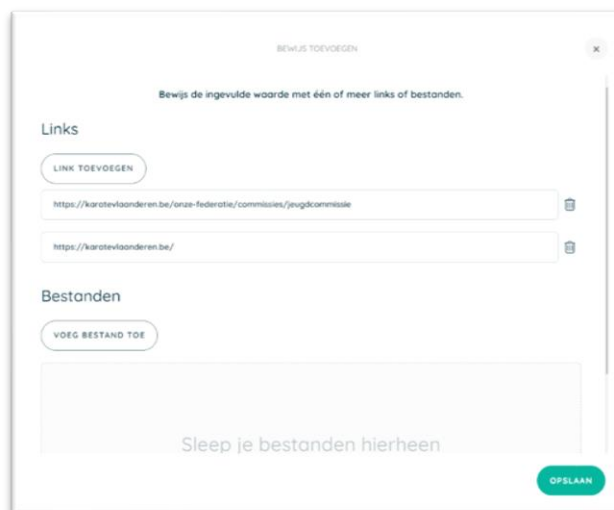 BEWIJS TOEVOEGEN
Bewijs de ingevulde waarde met één of meer links of bestanden.
Links
LINK TOEVOEGEN
https://karatevlaanderen.be/onze-federatie/commissies/jeugdcommissie
https://karatevlaanderen.be/
Bestanden
VOEG BESTAND TOE
Sleep je bestanden hierheen
OPSLAAN